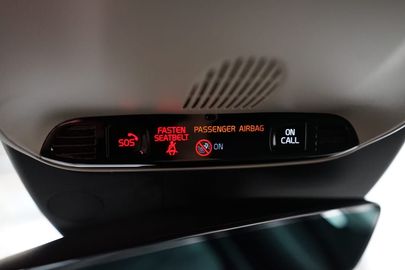 SOS
FASTEN
SEATBELT
PASSENGER AIRBAG
ON
ON
CALL